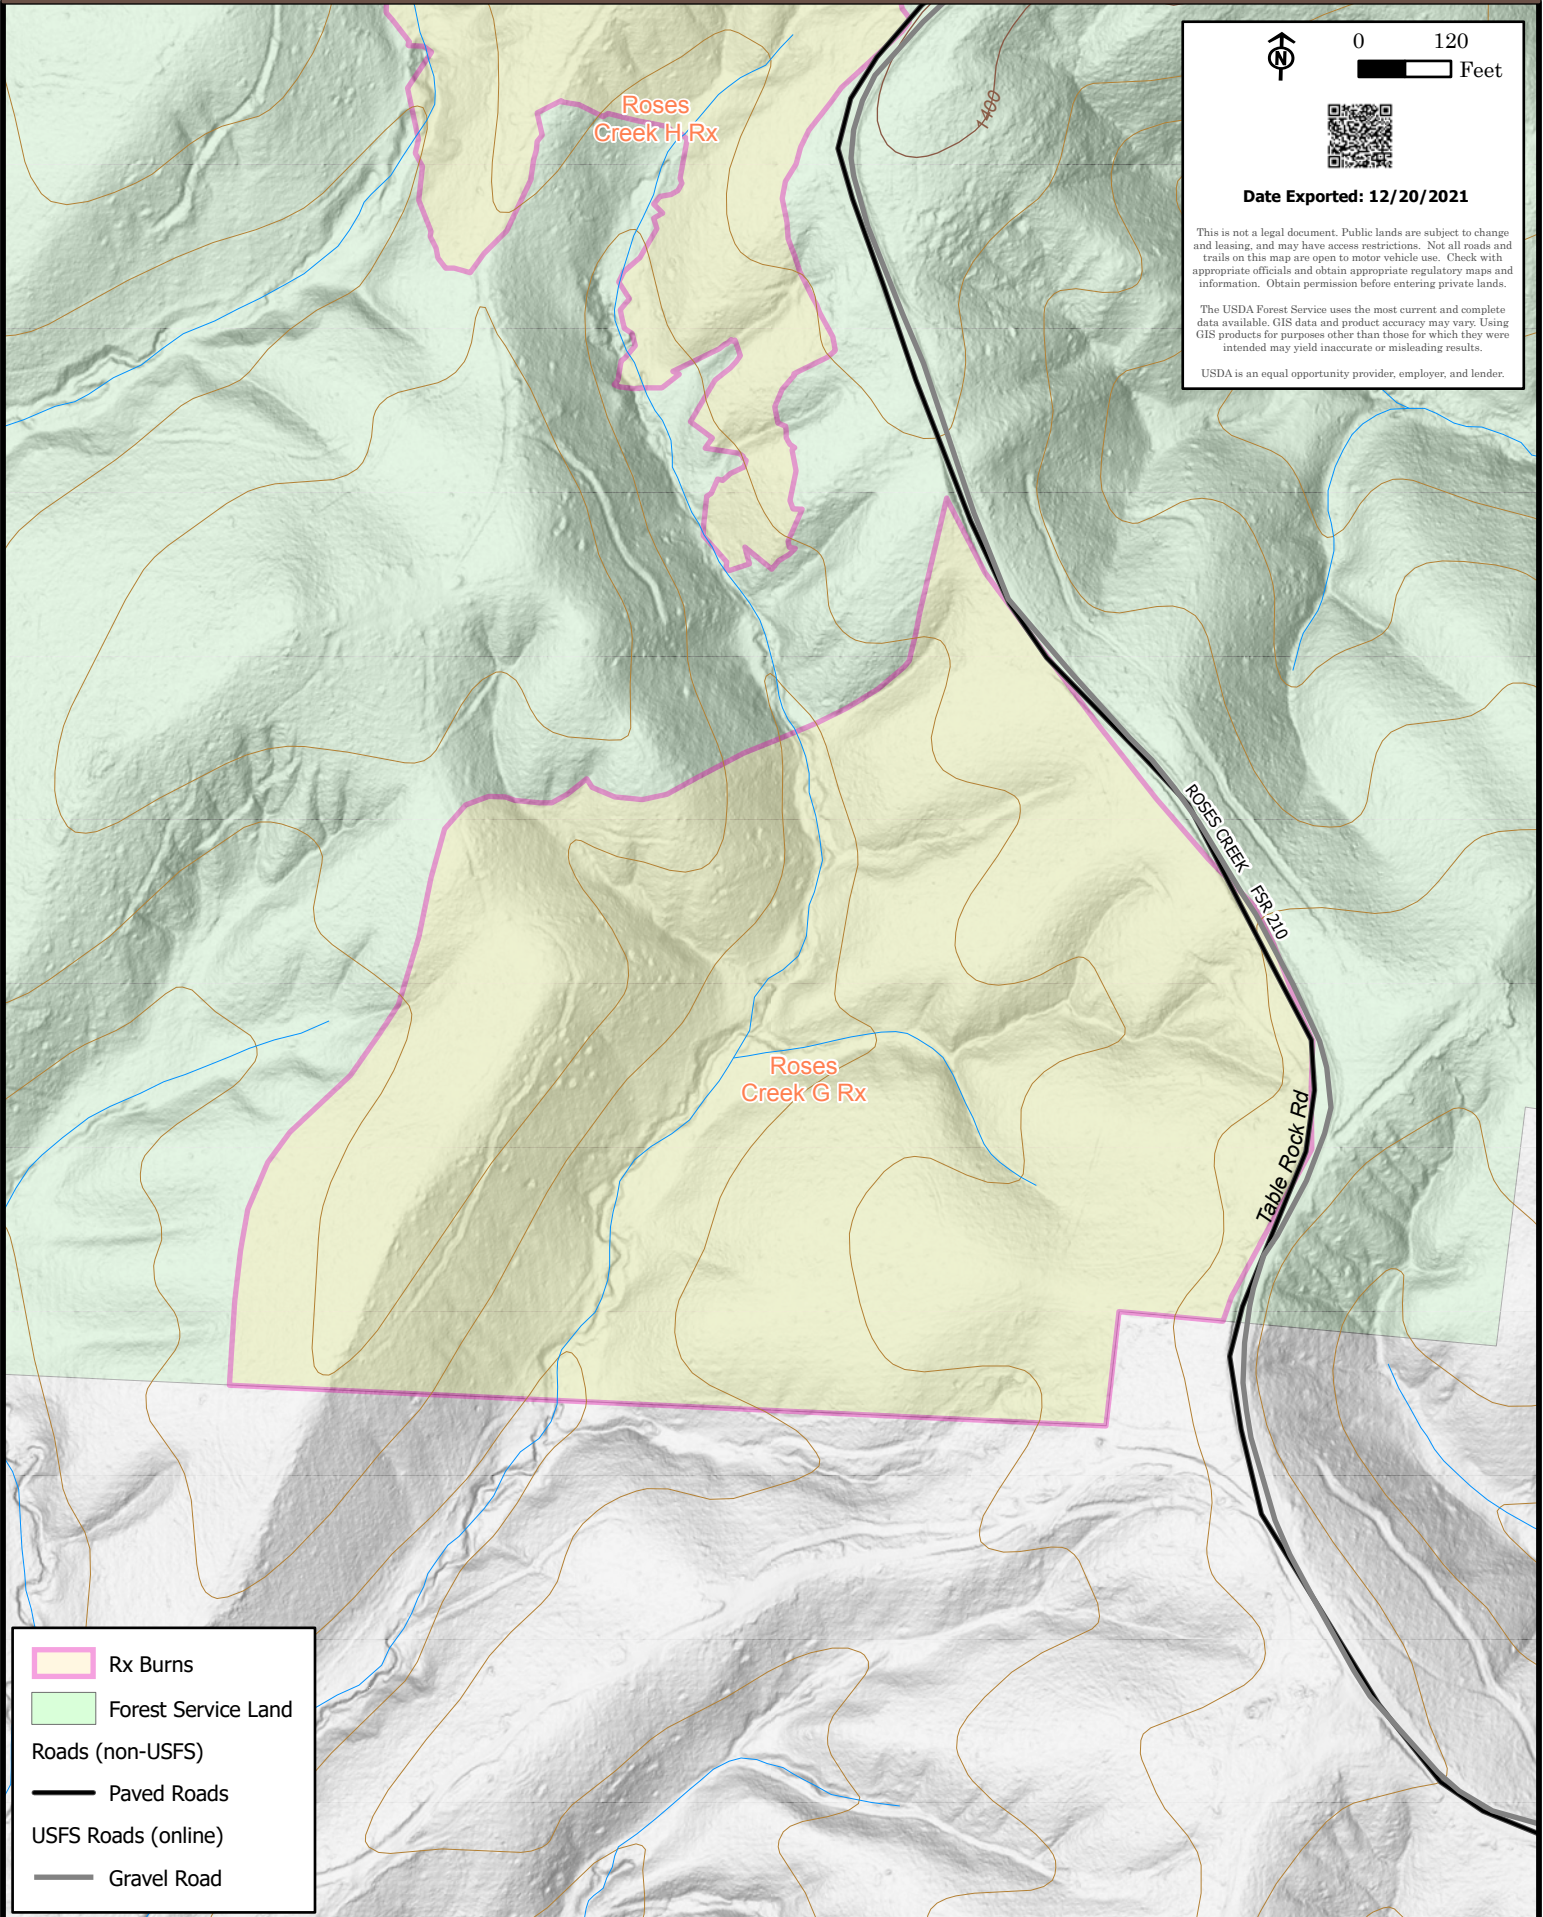 Roses
Creek H Rx
1400
N
0 120
Feet
Date Exported: 12/20/2021
This is not a legal document. Public lands are subject to change
and leasing, and may have access restrictions. Not all roads and
trails on this map are open to motor vehicle use. Check with
appropriate officials and obtain appropriate regulatory maps and
information. Obtain permission before entering private lands.
The USDA Forest Service uses the most current and complete
data available. GIS data and product accuracy may vary. Using
GIS products for purposes other than those for which they were
intended may yield inaccurate or misleading results.
USDA is an equal opportunity provider, employer, and lender.
ROSES CREEK FSR 210
Roses
Creek G Rx
Table Rock Rd
Rx Burns
Forest Service Land
Roads (non-USFS)
Paved Roads
USFS Roads (online)
Gravel Road